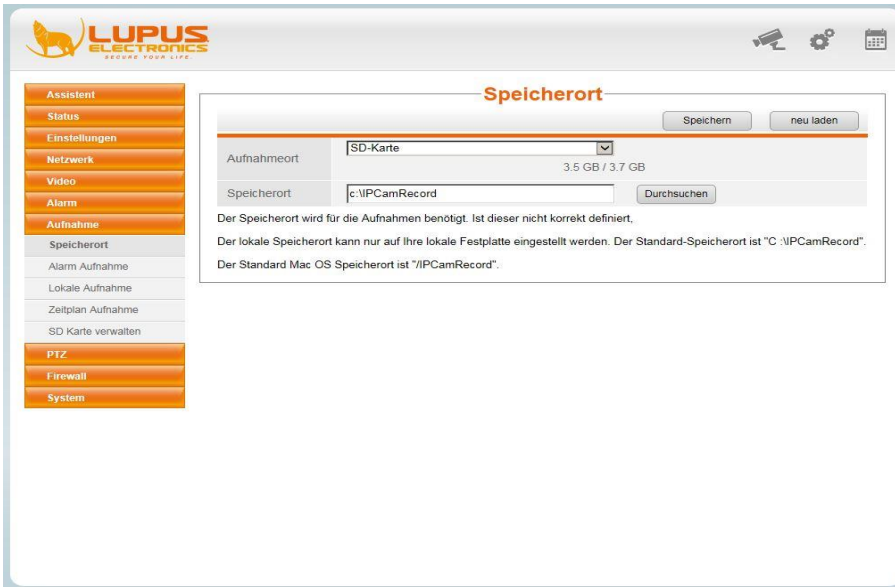 LUPUS
ELECTRONICS
SECURE YOUR LIFE.
Assistent
Status
Einstellungen
Netzwerk
Video
Alarm
Aufnahme
Speicherort
Alarm Aufnahme
Lokale Aufnahme
Zeitplan Aufnahme
SD Karte verwalten
PTZ
Firewall
System
Speicherort
Speichern neu laden
Aufnahmeort SD-Karte
3.5 GB / 3.7 GB
Speicherort c:\IPCamRecord Durchsuchen
Der Speicherort wird für die Aufnahmen benötigt. Ist dieser nicht korrekt definiert,
Der lokale Speicherort kann nur auf Ihre lokale Festplatte eingestellt werden. Der Standard-Speicherort ist "C :\IPCamRecord".
Der Standard Mac OS Speicherort ist "/IPCamRecord".